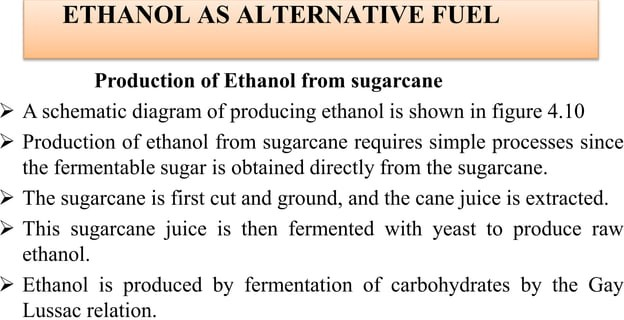 ETHANOL AS ALTERNATIVE FUEL
Production of Ethanol from sugarcane
➢ A schematic diagram of producing ethanol is shown in figure 4.10
➢ Production of ethanol from sugarcane requires simple processes since
the fermentable sugar is obtained directly from the sugarcane.
➢ The sugarcane is first cut and ground, and the cane juice is extracted.
➢ This sugarcane juice is then fermented with yeast to produce raw
ethanol.
➢ Ethanol is produced by fermentation of carbohydrates by the Gay
Lussac relation.